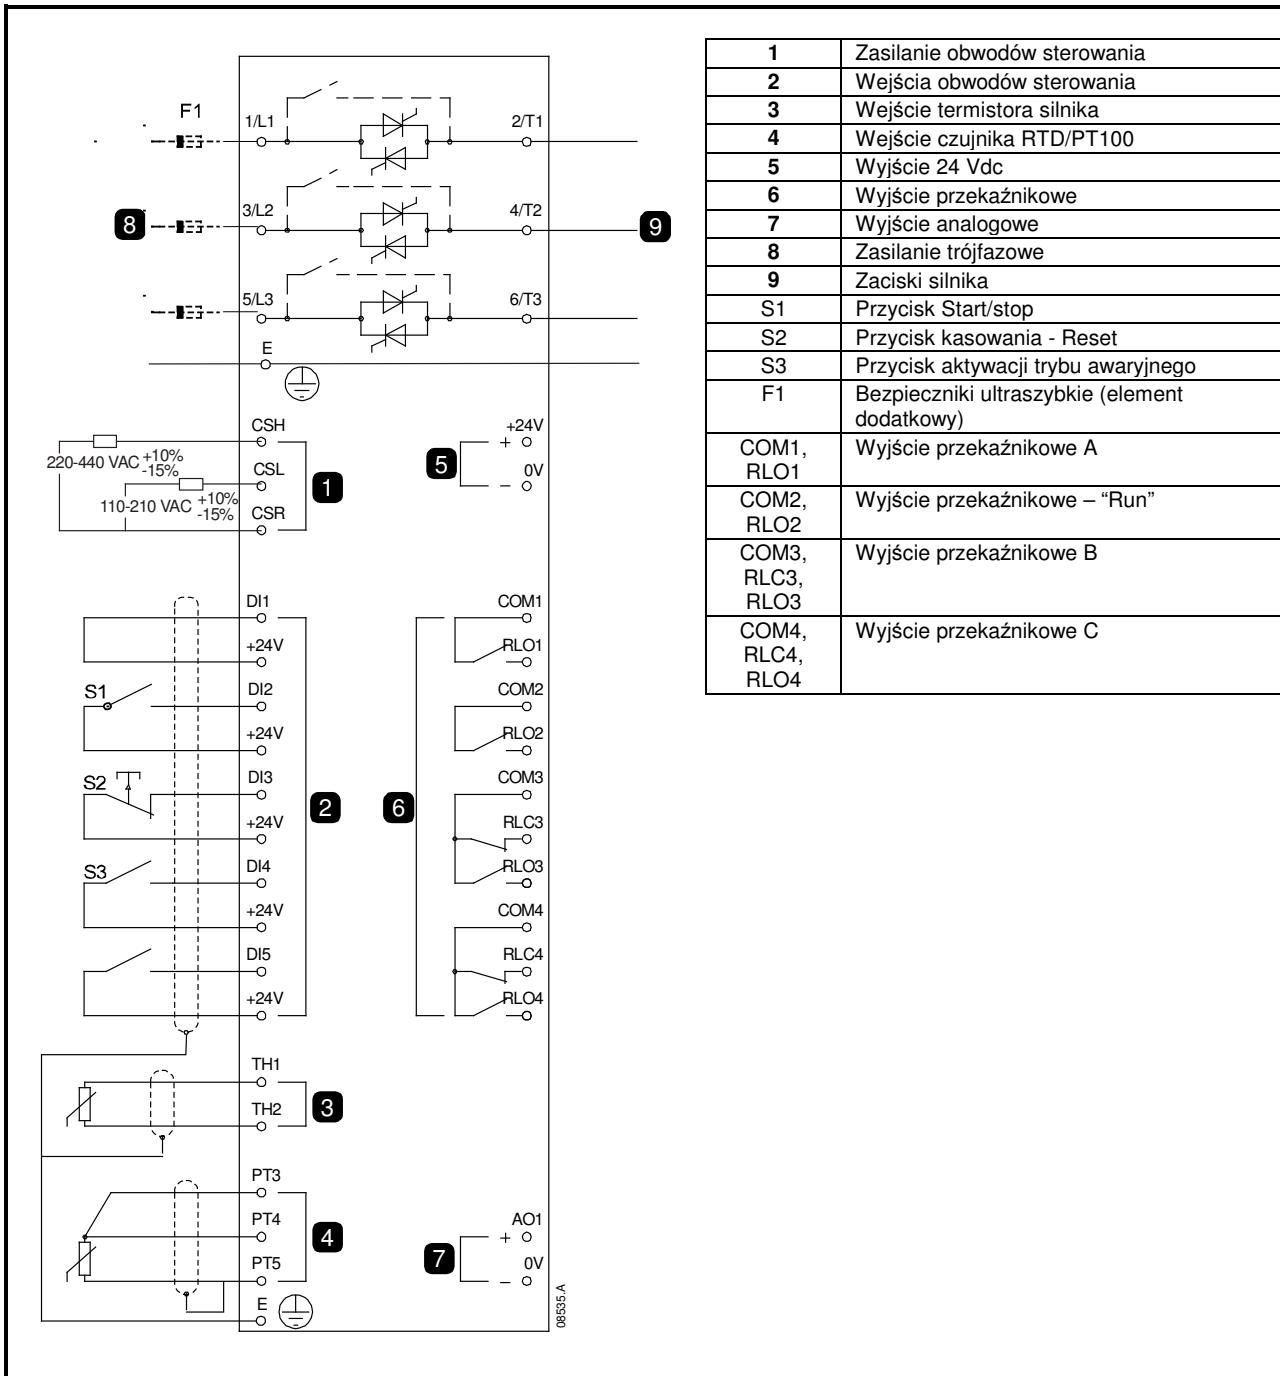 F1
1/L1
2/T1
3/L2
4/T2
8
9
5/L3
6/T3
E
CSH
220-440 VAC +10%
-15%
CSL
110-210 VAC +10%
-15%
CSR
1
+24V
+
5
0V
–
DI1
+24V
S1
DI2
+24V
S2
DI3
+24V
S3
DI4
+24V
DI5
+24V
2
COM1
RLO1
COM2
RLO2
COM3
6
RLC3
RLO3
COM4
RLC4
RLO4
TH1
TH2
3
PT3
PT4
PT5
4
E
AO1
+
7
0V
–
08535.A
1 Zasilanie obwodów sterowania
2 Wejścia obwodów sterowania
3 Wejście termistora silnika
4 Wejście czujnika RTD/PT100
5 Wyjście 24 Vdc
6 Wyjście przekaźnikowe
7 Wyjście analogowe
8 Zasilanie trójfazowe
9 Zaciski silnika
S1 Przycisk Start/stop
S2 Przycisk kasowania - Reset
S3 Przycisk aktywacji trybu awaryjnego
F1 Bezpieczniki ultraszybkie (element
dodatkowy)
COM1, Wyjście przekaźnikowe A
RLO1
COM2, Wyjście przekaźnikowe – “Run”
RLO2
COM3, Wyjście przekaźnikowe B
RLC3,
RLO3
COM4, Wyjście przekaźnikowe C
RLC4,
RLO4